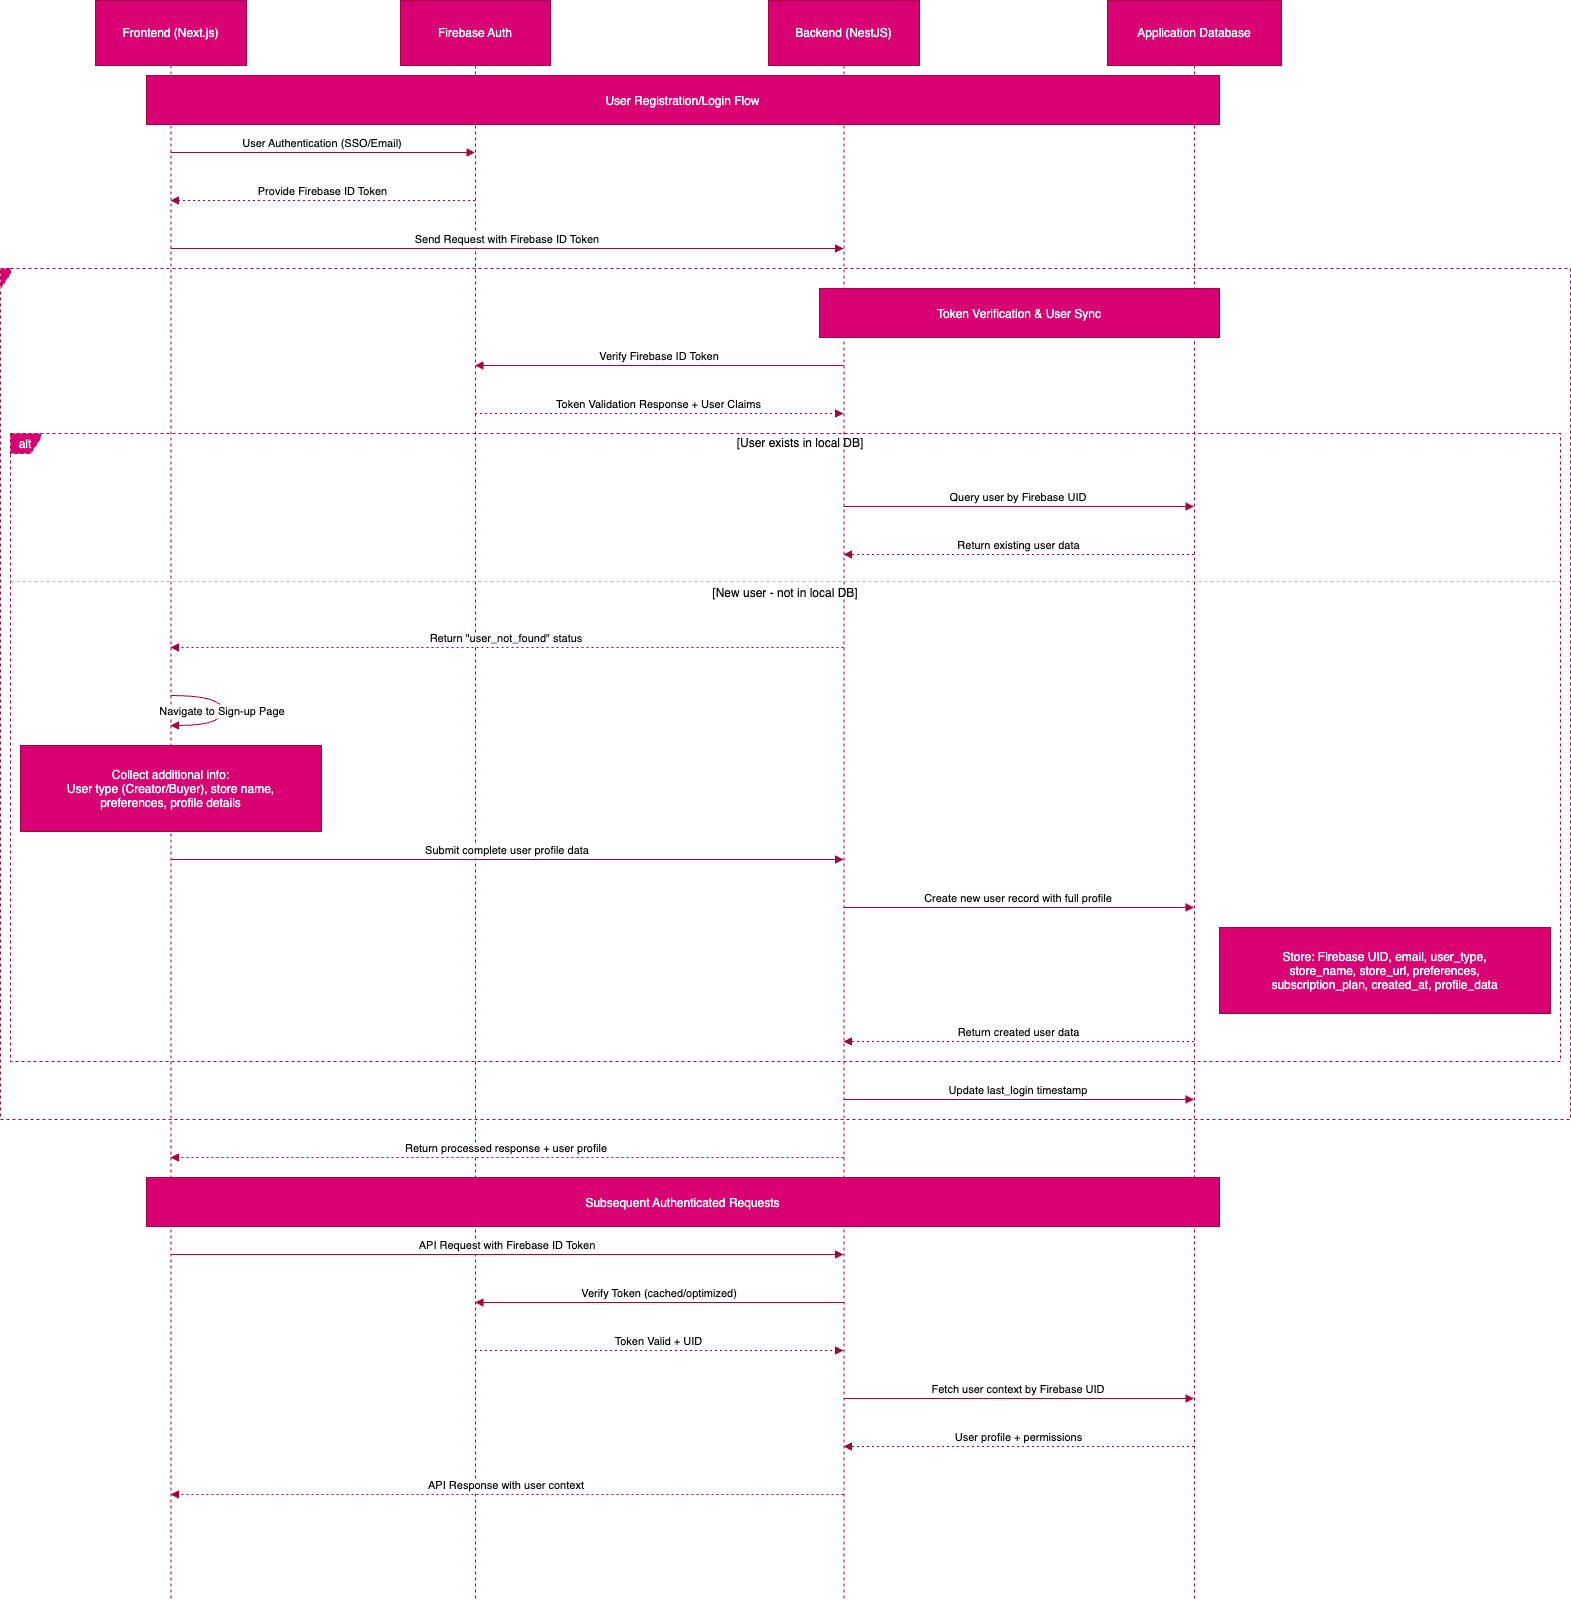 Frontend (Next.js)
Firebase Auth
Backend (NestJS)
Application Database
User Registration/Login Flow
User Authentication (SSO/Email)
Provide Firebase ID Token
Send Request with Firebase ID Token
Token Verification & User Sync
Verify Firebase ID Token
Token Validation Response + User Claims
alt
[User exists in local DB]
Query user by Firebase UID
Return existing user data
[New user - not in local DB]
Return "user_not_found" status
Navigate to Sign-up Page
Collect additional info:
User type (Creator/Buyer), store name,
preferences, profile details
Submit complete user profile data
Create new user record with full profile
Store: Firebase UID, email, user_type,
store_name, store_url, preferences,
subscription_plan, created_at, profile_data
Return created user data
Update last_login timestamp
Return processed response + user profile
Subsequent Authenticated Requests
API Request with Firebase ID Token
Verify Token (cached/optimized)
Token Valid + UID
Fetch user context by Firebase UID
User profile + permissions
API Response with user context